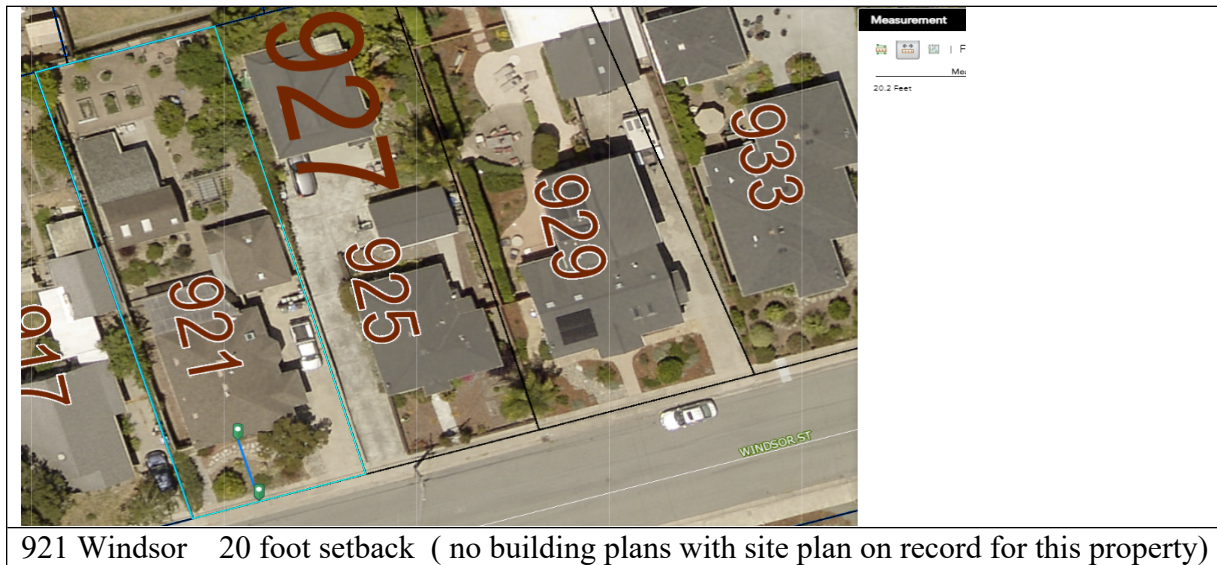 Measurement
| F
Mea
20.2 Feet
927
933
929
925
921
917
WINDSOR ST
921 Windsor 20 foot setback ( no building plans with site plan on record for this property)